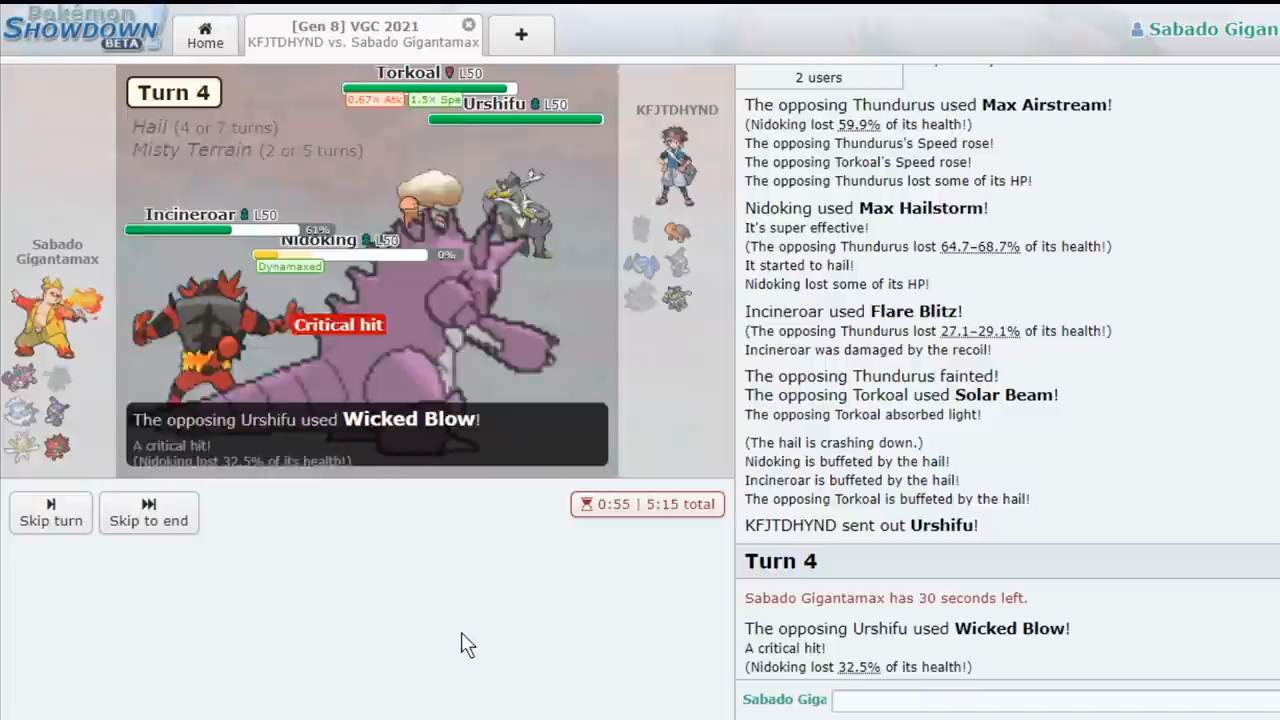 Pokémon
SHOWDOWN
BETA
Home
[Gen 8] VGC 2021
KFJTDHYND vs. Sabado Gigantamax
+
Sabado Gigan
Turn 4
Hail (4 or 7 turns)
Misty Terrain (2 or 5 turns)
Torkoal L50
0.67× Atk 1.5× Spe
Urshifu L50
Incineroar L50
61%
Nidoking L50
0%
Dynamaxed
Critical hit
The opposing Urshifu used Wicked Blow!
A critical hit!
(Nidoking lost 32.5% of its health!)
Sabado
Gigantamax
KFJTDHYND
Skip turn
Skip to end
0:55 | 5:15 total
2 users
The opposing Thundurus used Max Airstream!
(Nidoking lost 59.9% of its health!)
The opposing Thundurus's Speed rose!
The opposing Torkoal's Speed rose!
The opposing Thundurus lost some of its HP!
Nidoking used Max Hailstorm!
It's super effective!
(The opposing Thundurus lost 64.7–68.7% of its health!)
It started to hail!
Nidoking lost some of its HP!
Incineroar used Flare Blitz!
(The opposing Thundurus lost 27.1–29.1% of its health!)
Incineroar was damaged by the recoil!
The opposing Thundurus fainted!
The opposing Torkoal used Solar Beam!
The opposing Torkoal absorbed light!
(The hail is crashing down.)
Nidoking is buffeted by the hail!
Incineroar is buffeted by the hail!
The opposing Torkoal is buffeted by the hail!
KFJTDHYND sent out Urshifu!
Turn 4
Sabado Gigantamax has 30 seconds left.
The opposing Urshifu used Wicked Blow!
A critical hit!
(Nidoking lost 32.5% of its health!)
Sabado Giga